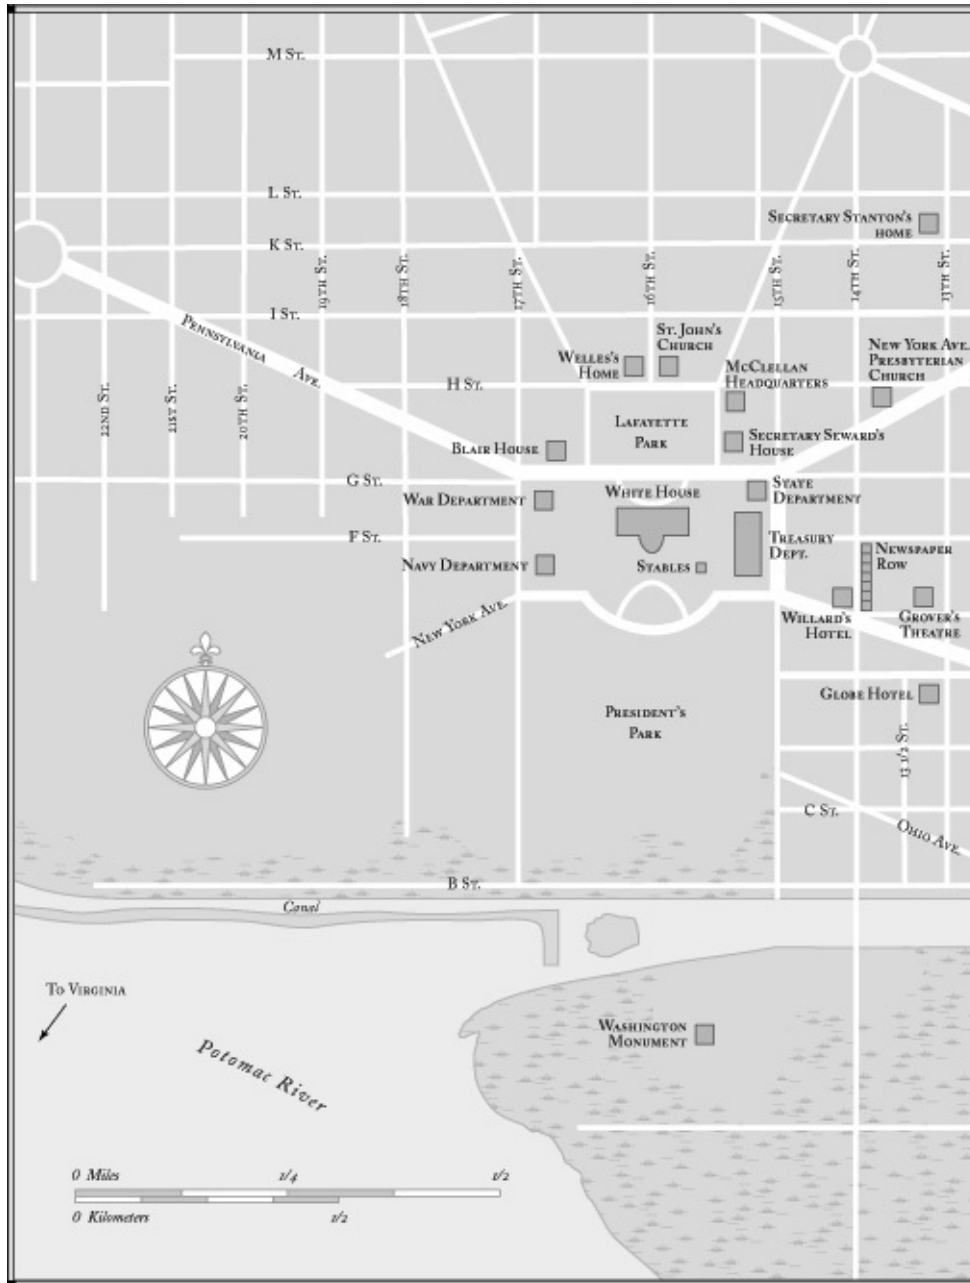 M St.
L St.
Secretary Stanton's
home
K St.
19th St.
18th St.
17th St.
16th St.
15th St.
14th St.
13th St.
I St.
Pennsylvania
Ave.
St. John's
Church
Welles's
Home
McClellan
Headquarters
New York Ave.
Presbyterian
Church
H St.
22nd St.
21st St.
20th St.
Lafayette
Park
Blair House
Secretary Seward's
House
G St.
War Department
White House
State
Department
F St.
Treasury
Dept.
Newspaper
Row
Navy Department
Stables
New York Ave.
Willard's
Hotel
Grover's
Theatre
President's
Park
Globe Hotel
13 1/2 St.
C St.
Ohio Ave.
B St.
Canal
To Virginia
Washington
Monument
Potomac River
0 Miles 1/4 1/2
0 Kilometers 1/2